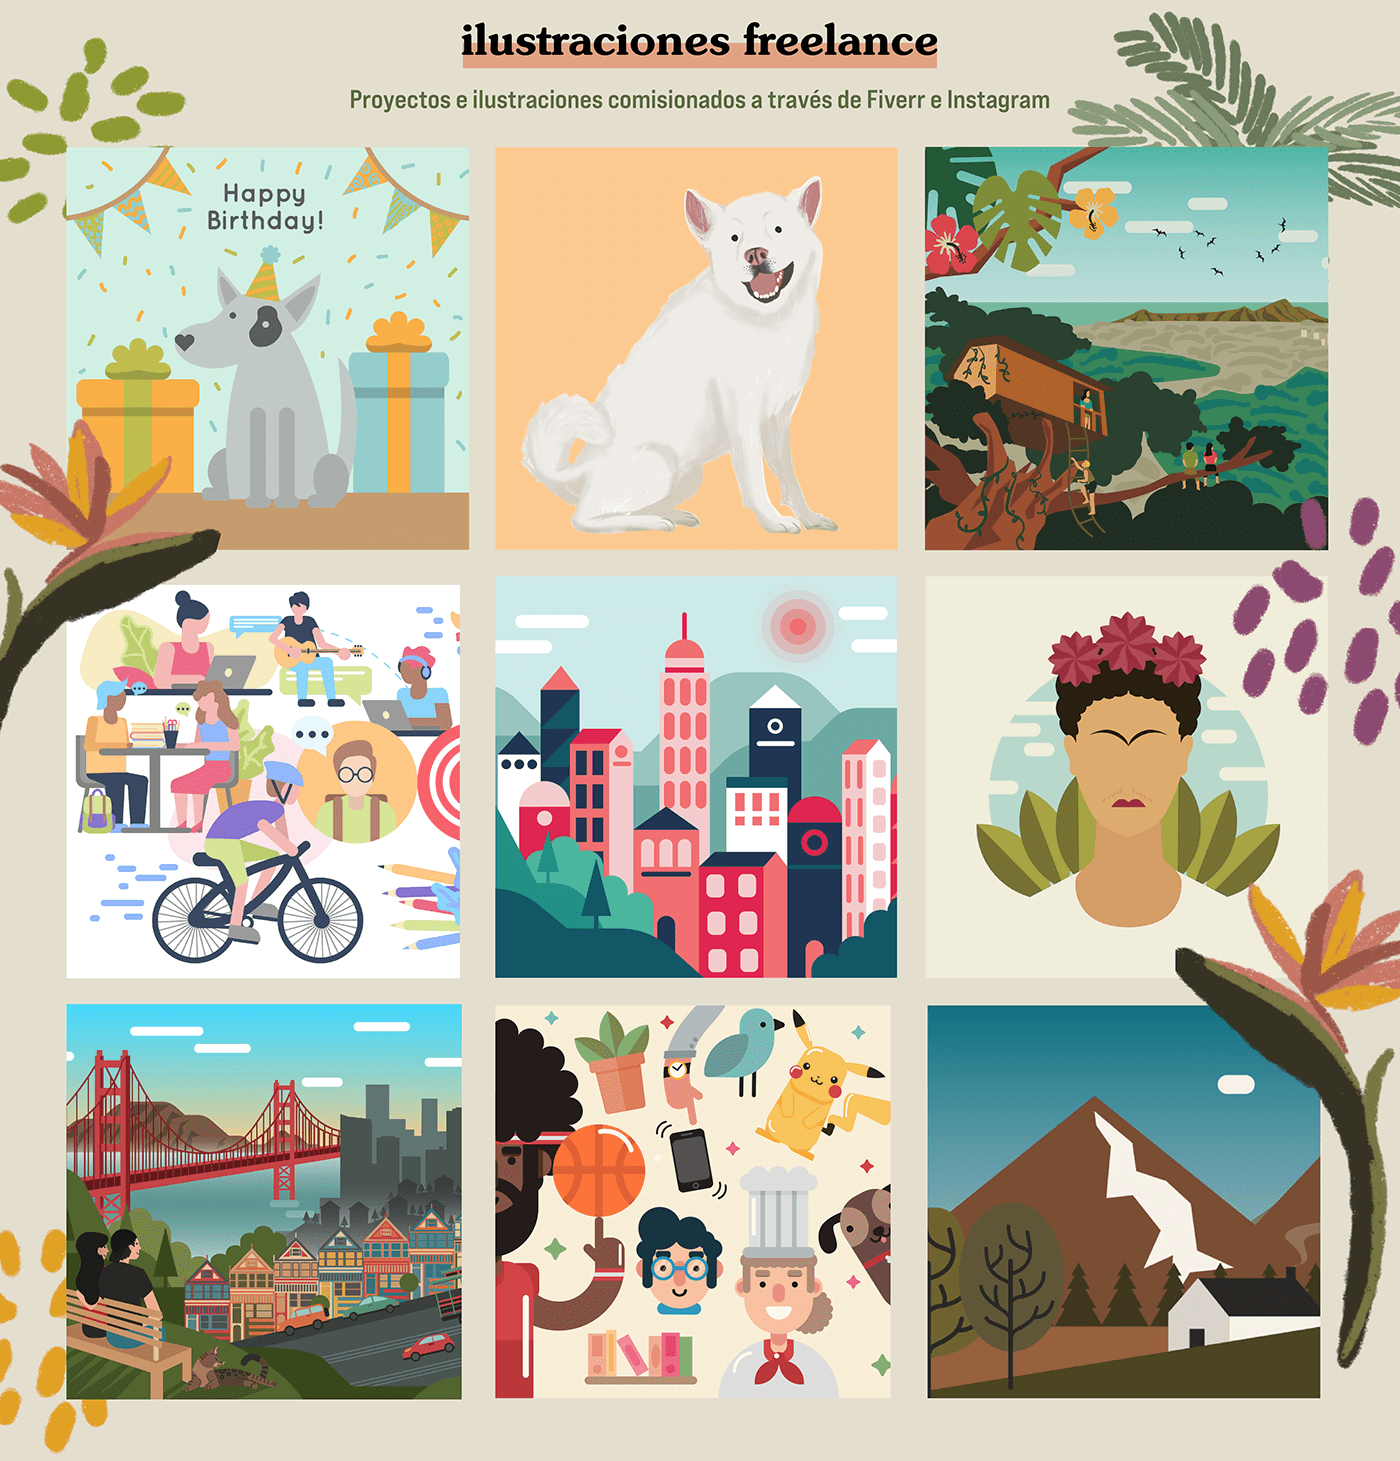 ilustraciones freelance
Proyectos e ilustraciones comisionados a través de Fiverr e Instagram
Happy
Birthday!